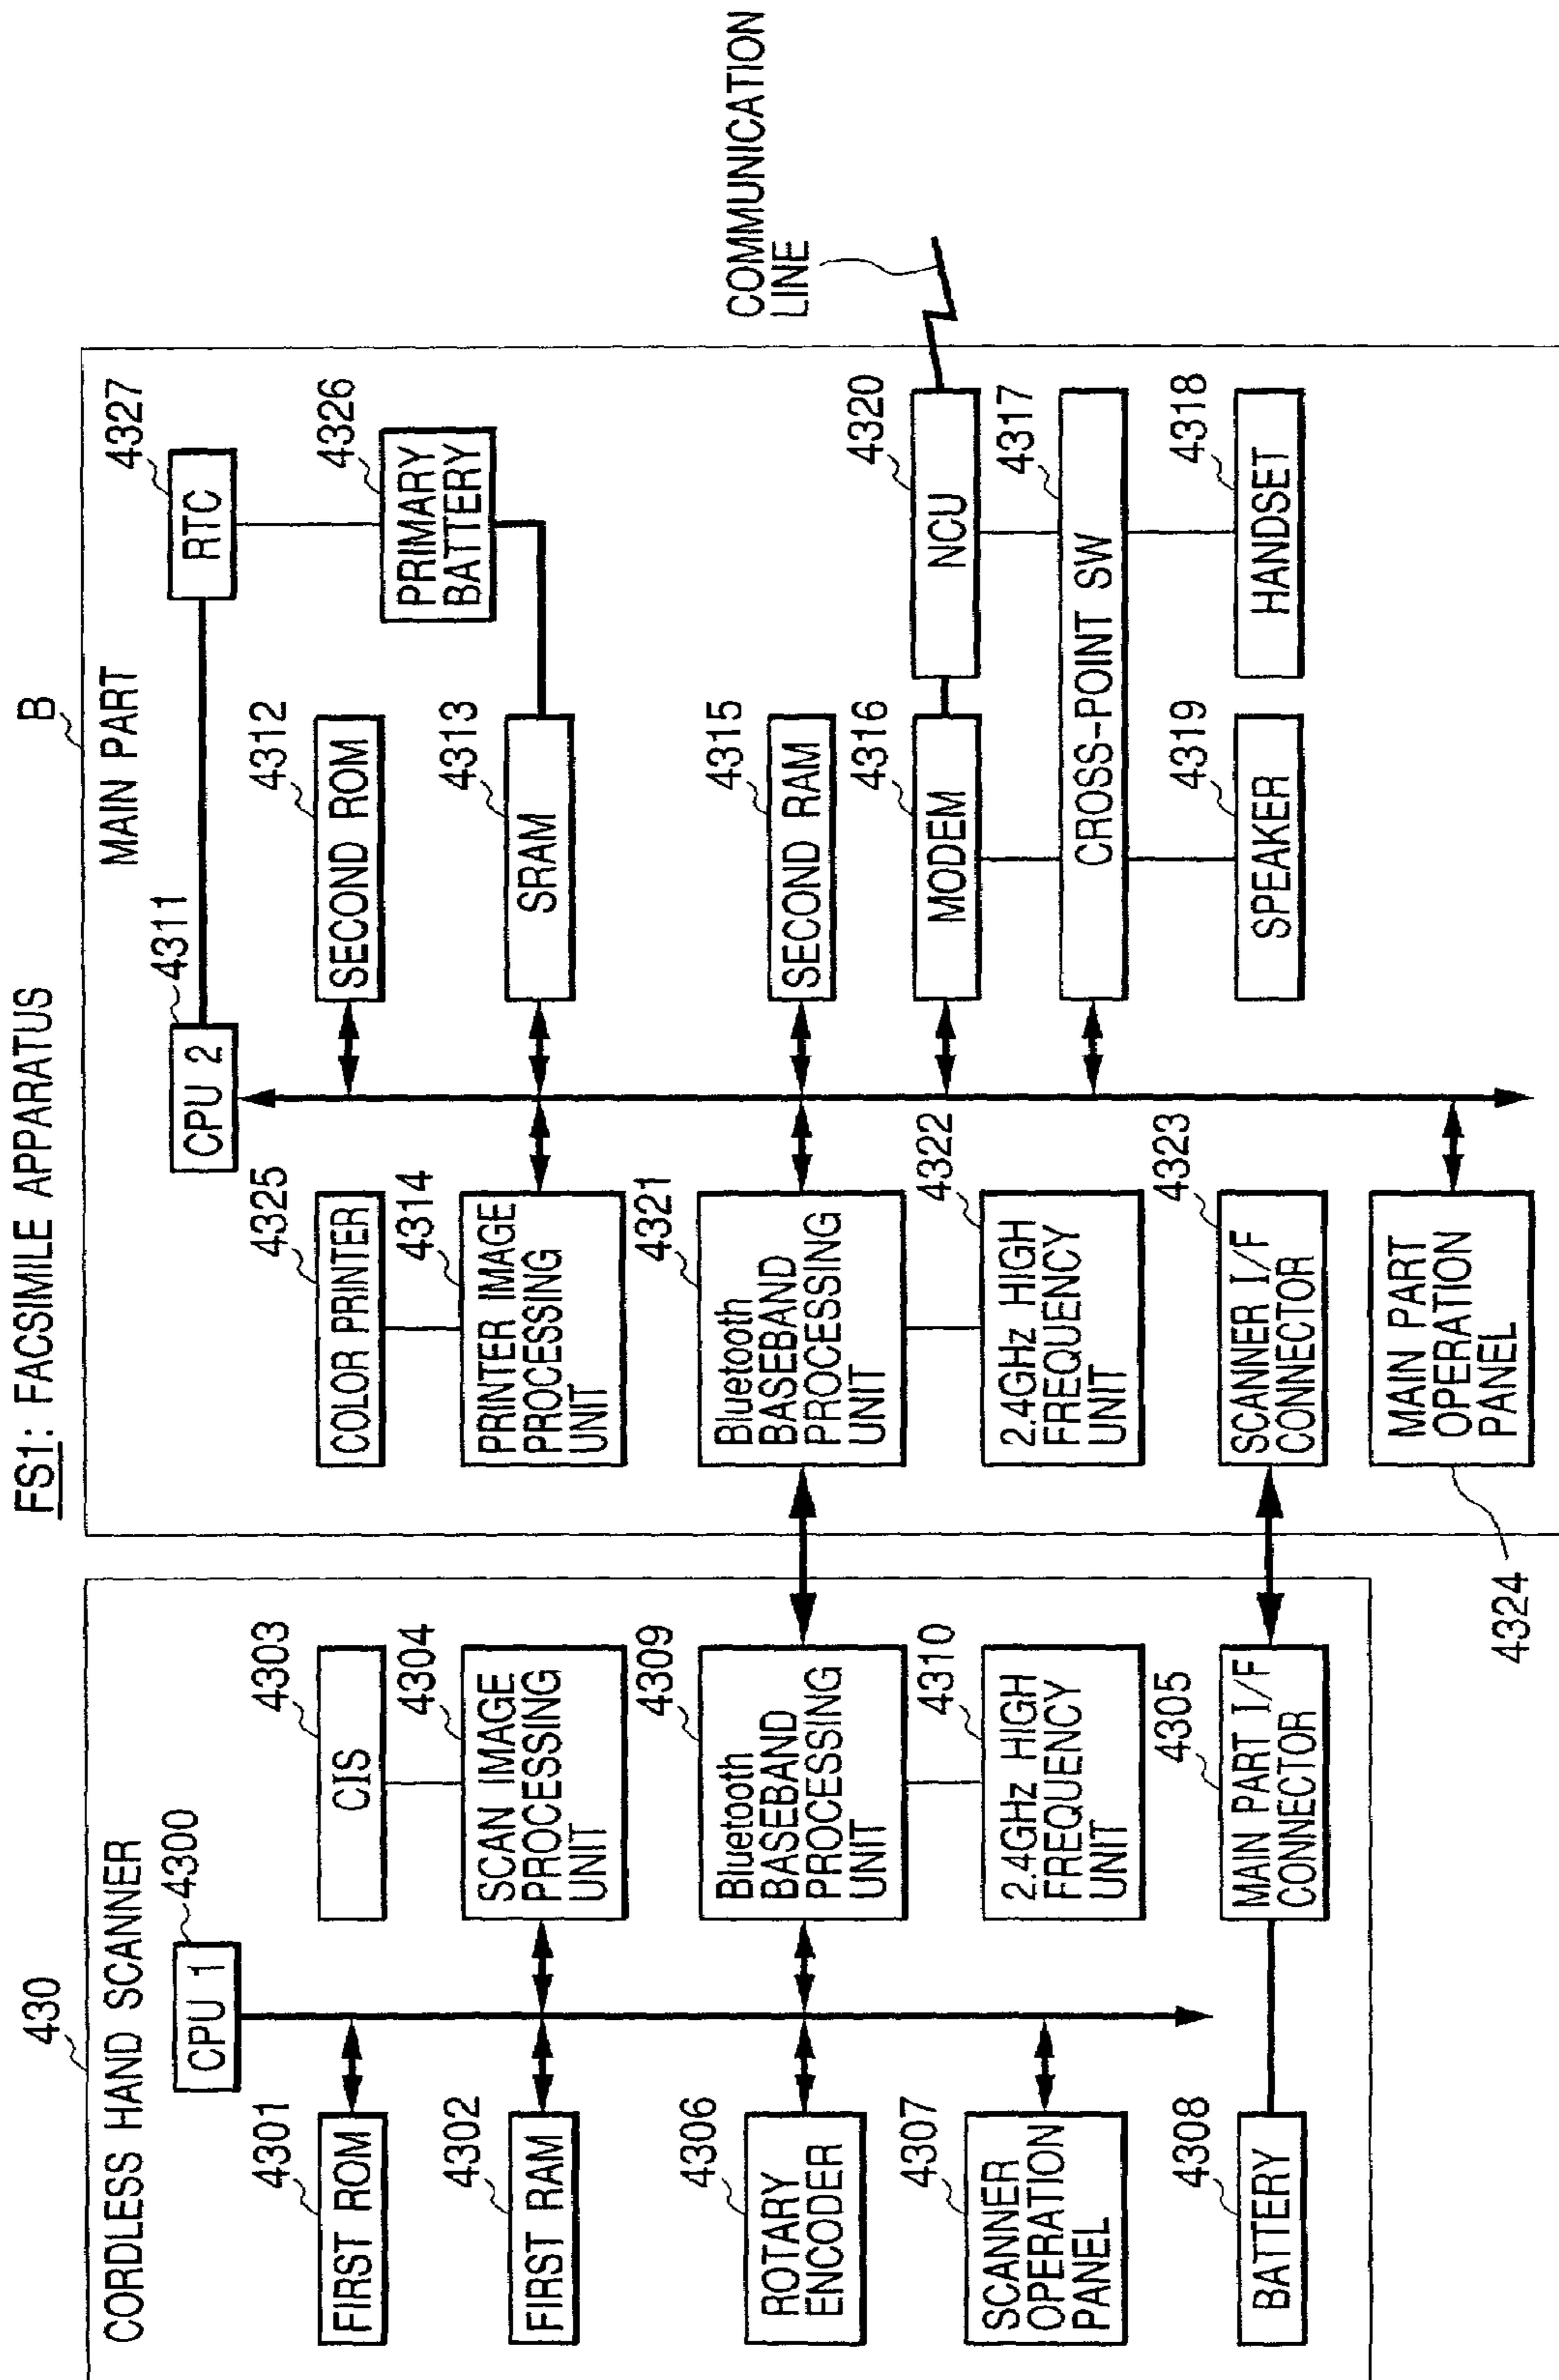 FS1: FACSIMILE APPARATUS
430
CORDLESS HAND SCANNER
4300
CPU 1
4301
FIRST ROM
4302
FIRST RAM
4306
ROTARY
ENCODER
4307
SCANNER
OPERATION
PANEL
4308
BATTERY
4303
CIS
4304
SCAN IMAGE
PROCESSING
UNIT
4309
Bluetooth
BASEBAND
PROCESSING
UNIT
4310
2.4GHz HIGH
FREQUENCY
UNIT
4305
MAIN PART I/F
CONNECTOR
B
MAIN PART
4311
CPU 2
4325
COLOR PRINTER
4314
PRINTER IMAGE
PROCESSING
UNIT
4321
Bluetooth
BASEBAND
PROCESSING
UNIT
4322
2.4GHz HIGH
FREQUENCY
UNIT
4323
SCANNER I/F
CONNECTOR
MAIN PART
OPERATION
PANEL
4324
4312
SECOND ROM
4313
SRAM
4315
SECOND RAM
4316
MODEM
CROSS-POINT SW
4317
4319
SPEAKER
4327
RTC
4326
PRIMARY
BATTERY
4320
NCU
4318
HANDSET
COMMUNICATION
LINE